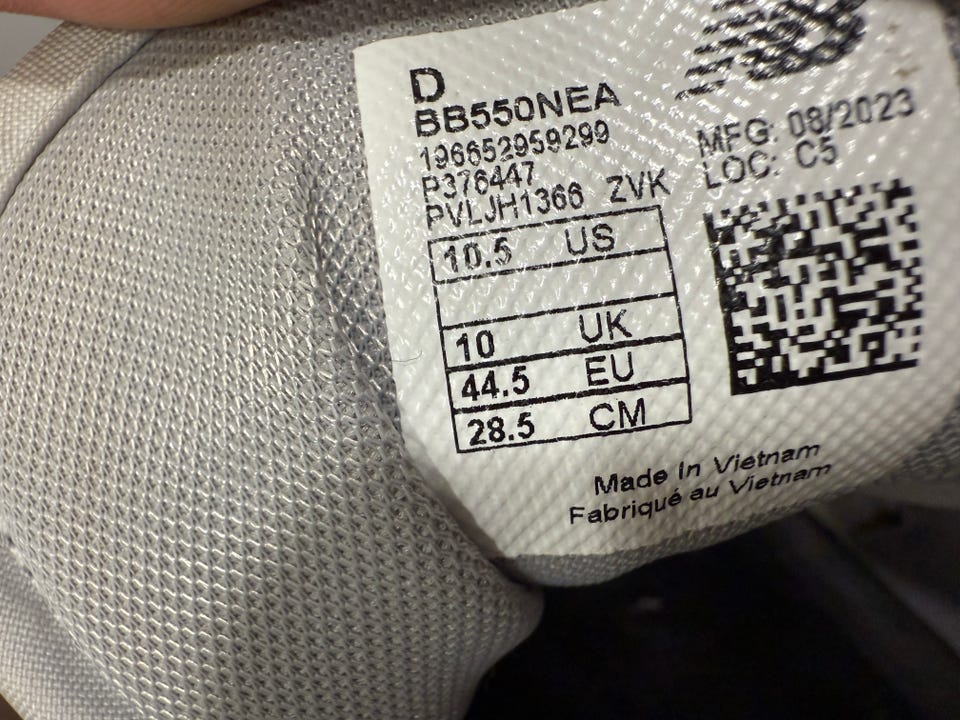 D
BB550NEA
196652959299
P376447
PVLJH1366 ZVK
10.5 US
10 UK
44.5 EU
28.5 CM
MFG: 08/2023
LOC: C5
Made In Vietnam
Fabriqué au Vietnam